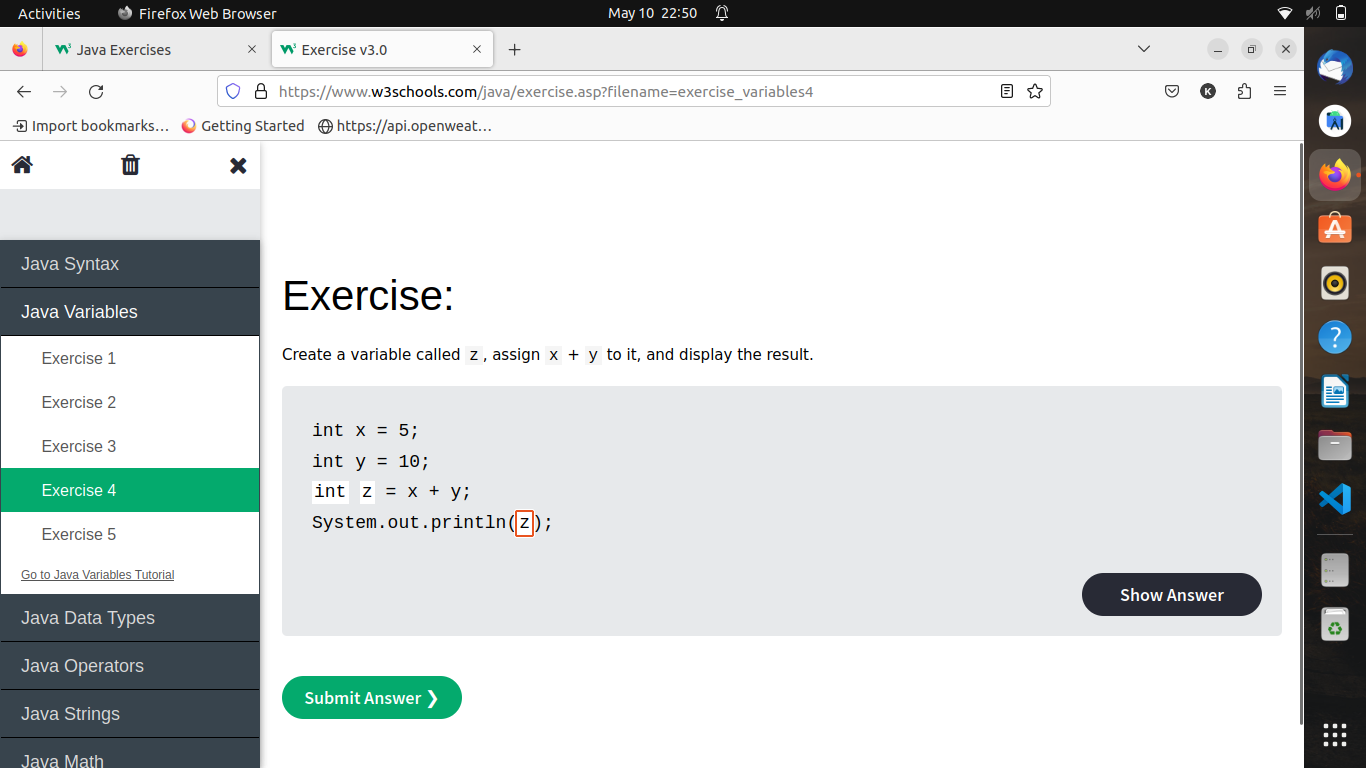 Activities Firefox Web Browser May 10 22:50
Java Exercises Exercise v3.0
https://www.w3schools.com/java/exercise.asp?filename=exercise_variables4 K
Import bookmarks… Getting Started https://api.openweat…
Java Syntax
Java Variables
Exercise 1
Exercise 2
Exercise 3
Exercise 4
Exercise 5
Go to Java Variables Tutorial
Java Data Types
Java Operators
Java Strings
Java Math
Exercise:
Create a variable called z, assign x + y to it, and display the result.
int x = 5;
int y = 10;
int z = x + y;
System.out.println(z);
Show Answer
Submit Answer ❯